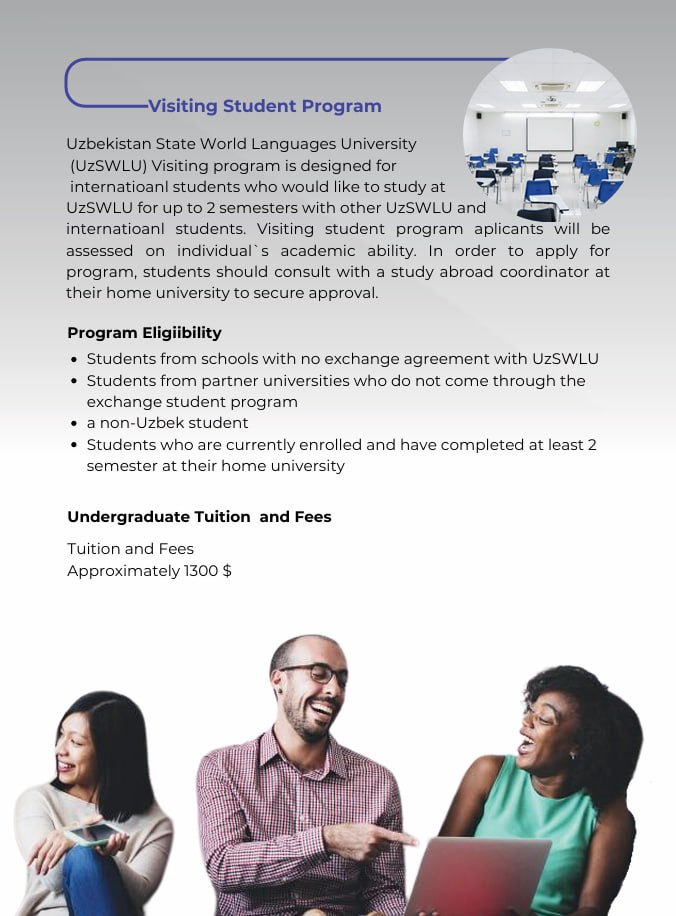 Visiting Student Program
Uzbekistan State World Languages University
(UzSWLU) Visiting program is designed for
internatioanl students who would like to study at
UzSWLU for up to 2 semesters with other UzSWLU and
internatioanl students. Visiting student program aplicants will be
assessed on individual`s academic ability. In order to apply for
program, students should consult with a study abroad coordinator at
their home university to secure approval.
Program Eligiibility
• Students from schools with no exchange agreement with UzSWLU
• Students from partner universities who do not come through the
exchange student program
• a non-Uzbek student
• Students who are currently enrolled and have completed at least 2
semester at their home university
Undergraduate Tuition  and Fees
Tuition and Fees
Approximately 1300 $